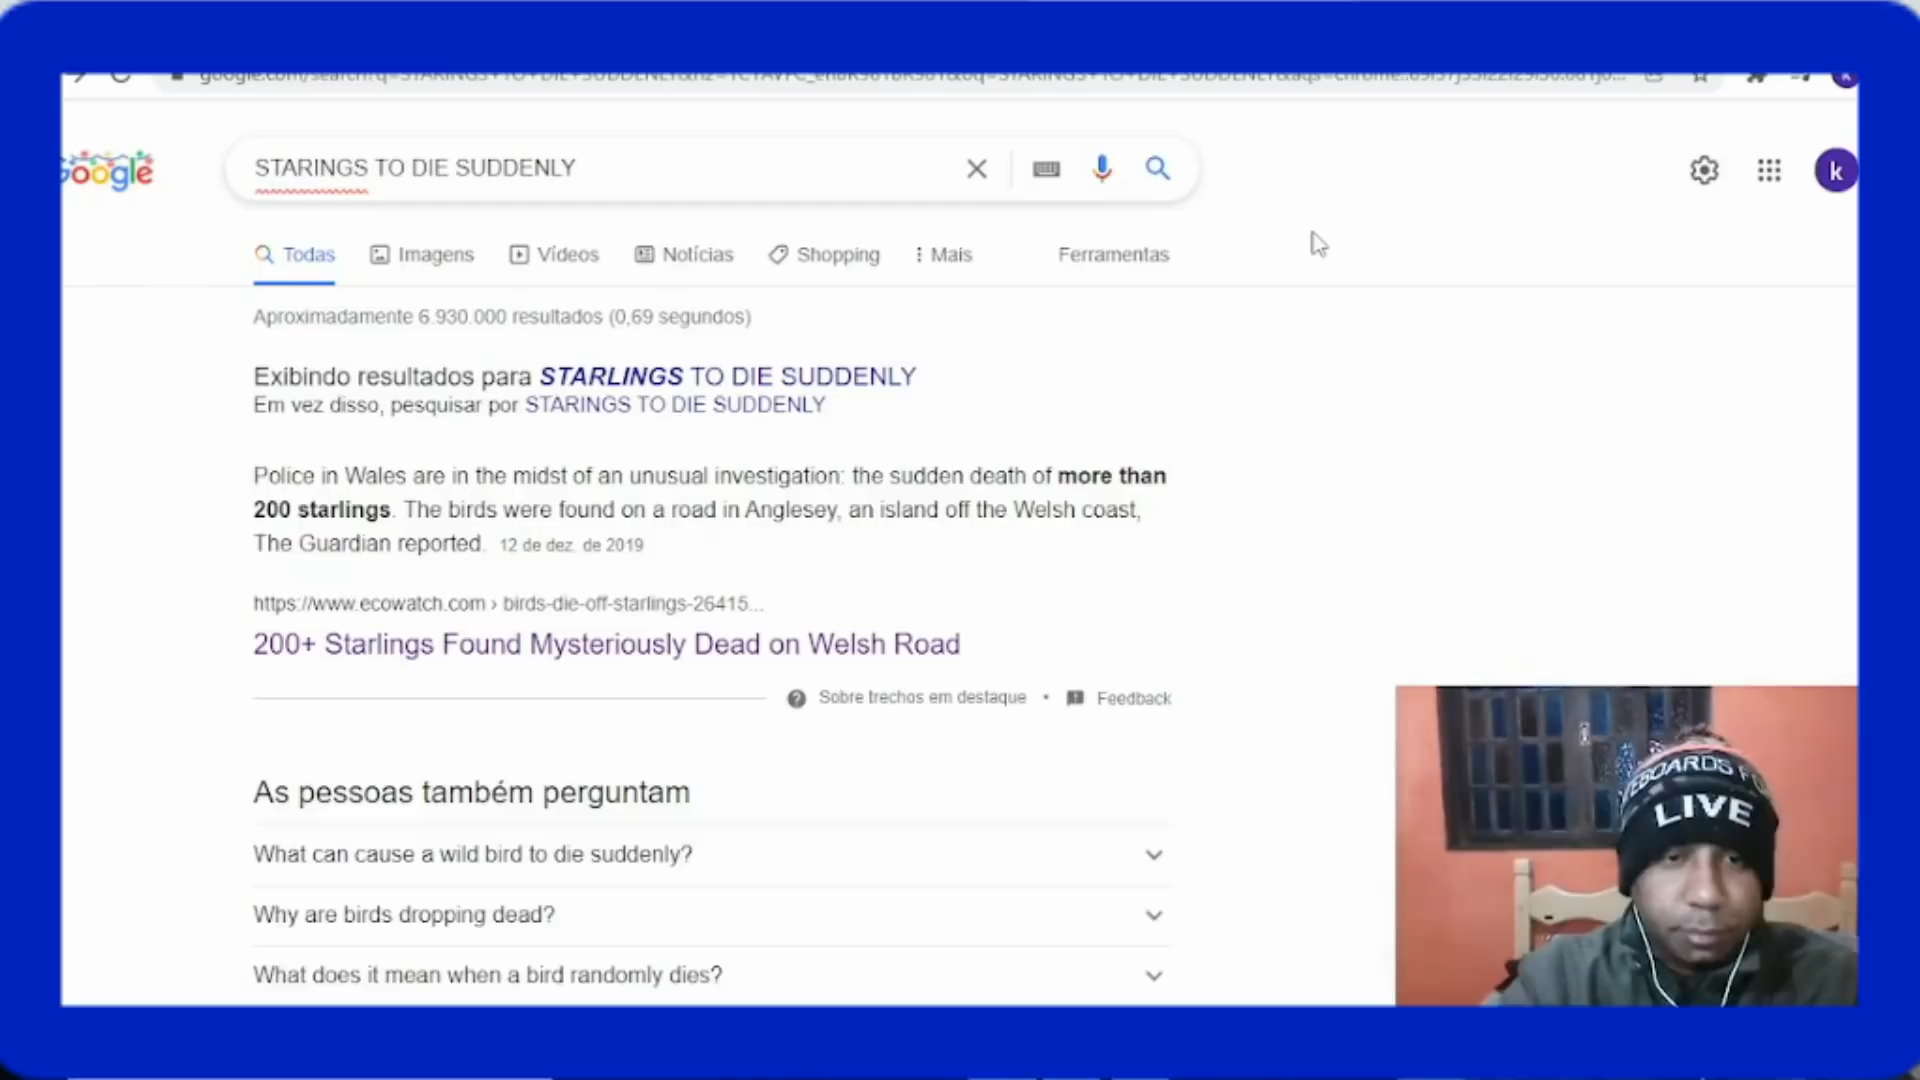 Google
STARINGS TO DIE SUDDENLY
k
Todas
Imagens
Vídeos
Notícias
Shopping
Mais
Ferramentas
Aproximadamente 6.930.000 resultados (0,69 segundos)
Exibindo resultados para STARLINGS TO DIE SUDDENLY
Em vez disso, pesquisar por STARINGS TO DIE SUDDENLY
Police in Wales are in the midst of an unusual investigation: the sudden death of more than
200 starlings. The birds were found on a road in Anglesey, an island off the Welsh coast,
The Guardian reported. 12 de dez. de 2019
https://www.ecowatch.com › birds-die-off-starlings-26415...
200+ Starlings Found Mysteriously Dead on Welsh Road
Sobre trechos em destaque • Feedback
As pessoas também perguntam
What can cause a wild bird to die suddenly?
Why are birds dropping dead?
What does it mean when a bird randomly dies?
LIVE